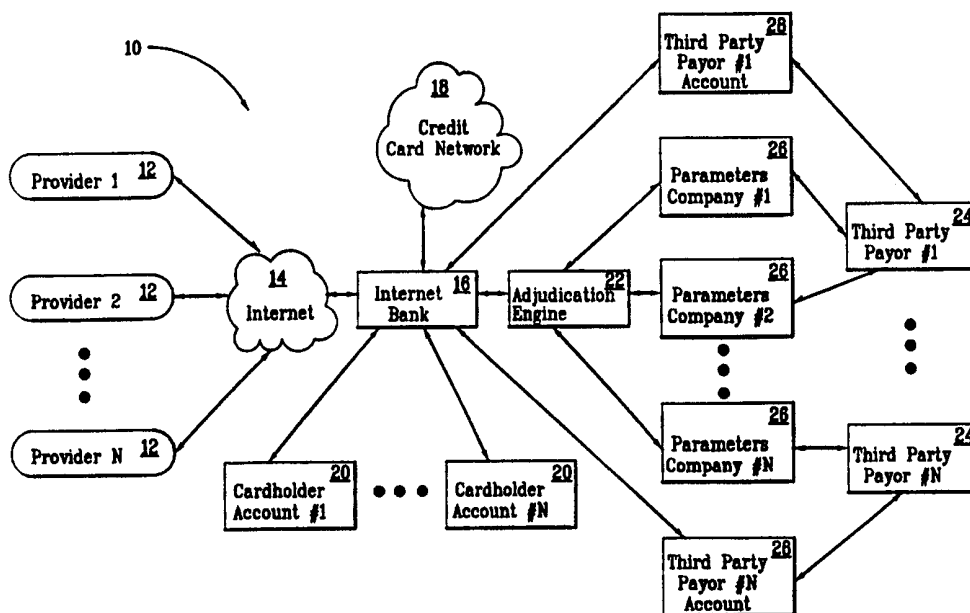 10
Provider 1 12
Provider 2 12
Provider N 12
14
Internet
18
Credit
Card Network
Internet 16
Bank
Adjudication 22
Engine
Cardholder 20
Account #1
Cardholder 20
Account #N
Third Party 28
Payor #1
Account
Parameters 26
Company #1
Parameters 26
Company #2
Parameters 26
Company #N
Third Party 24
Payor #1
Third Party 24
Payor #N
Third Party 28
Payor #N
Account